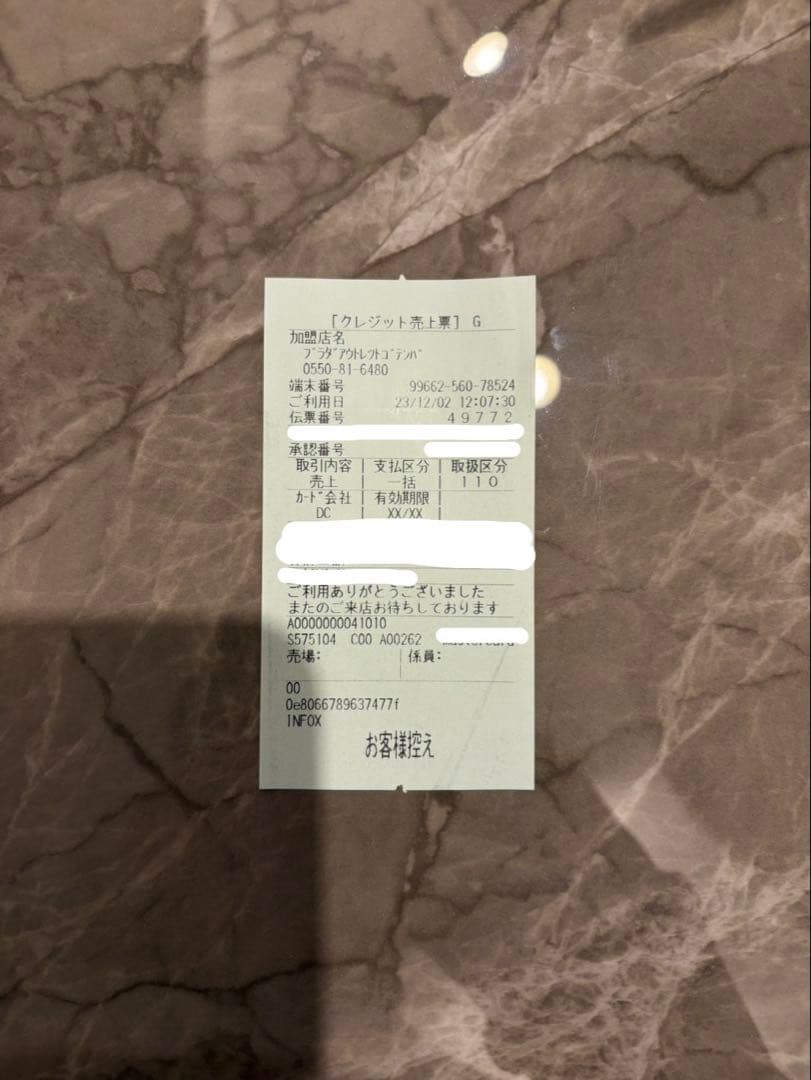 [クレジット売上票] G
加盟店名
プラダアウトレットゴテンバ
0550-81-6480
端末番号 99662-560-78524
ご利用日 23/12/02 12:07:30
伝票番号 49772
承認番号
取引内容 | 支払区分 | 取扱区分
売上 | 一括 | 110
カード会社 | 有効期限 |
DC | XX/XX |
ご利用ありがとうございました
またのご来店お待ちしております
A0000000041010
S575104 C00 A00262
売場: 係員:
00
0e8066789637477f
INFOX
お客様控え